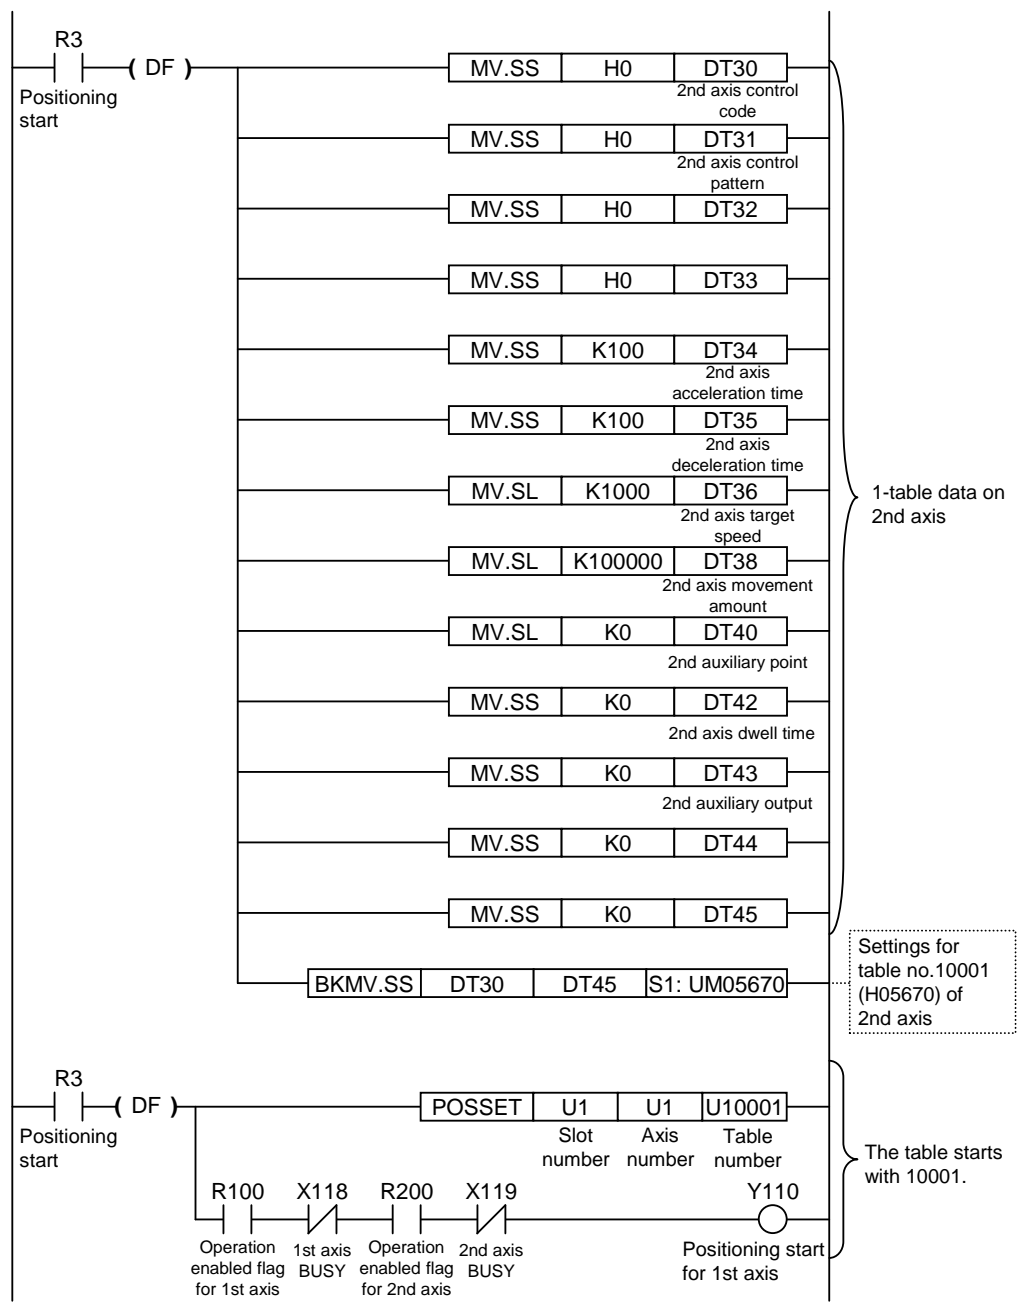 R3
( DF )
Positioning
start
MV.SS H0 DT30
2nd axis control
code
MV.SS H0 DT31
2nd axis control
pattern
MV.SS H0 DT32
MV.SS H0 DT33
MV.SS K100 DT34
2nd axis
acceleration time
MV.SS K100 DT35
2nd axis
deceleration time
MV.SL K1000 DT36
2nd axis target
speed
MV.SL K100000 DT38
2nd axis movement
amount
MV.SL K0 DT40
2nd auxiliary point
MV.SS K0 DT42
2nd axis dwell time
MV.SS K0 DT43
2nd auxiliary output
MV.SS K0 DT44
MV.SS K0 DT45
1-table data on
2nd axis
BKMV.SS DT30 DT45 S1: UM05670
Settings for
table no.10001
(H05670) of
2nd axis
R3
( DF )
Positioning
start
POSSET U1 U1 U10001
Slot
number
Axis
number
Table
number
The table starts
with 10001.
R100 X118 R200 X119 Y110
Operation
enabled flag
for 1st axis
1st axis
BUSY
Operation
enabled flag
for 2nd axis
2nd axis
BUSY
Positioning start
for 1st axis